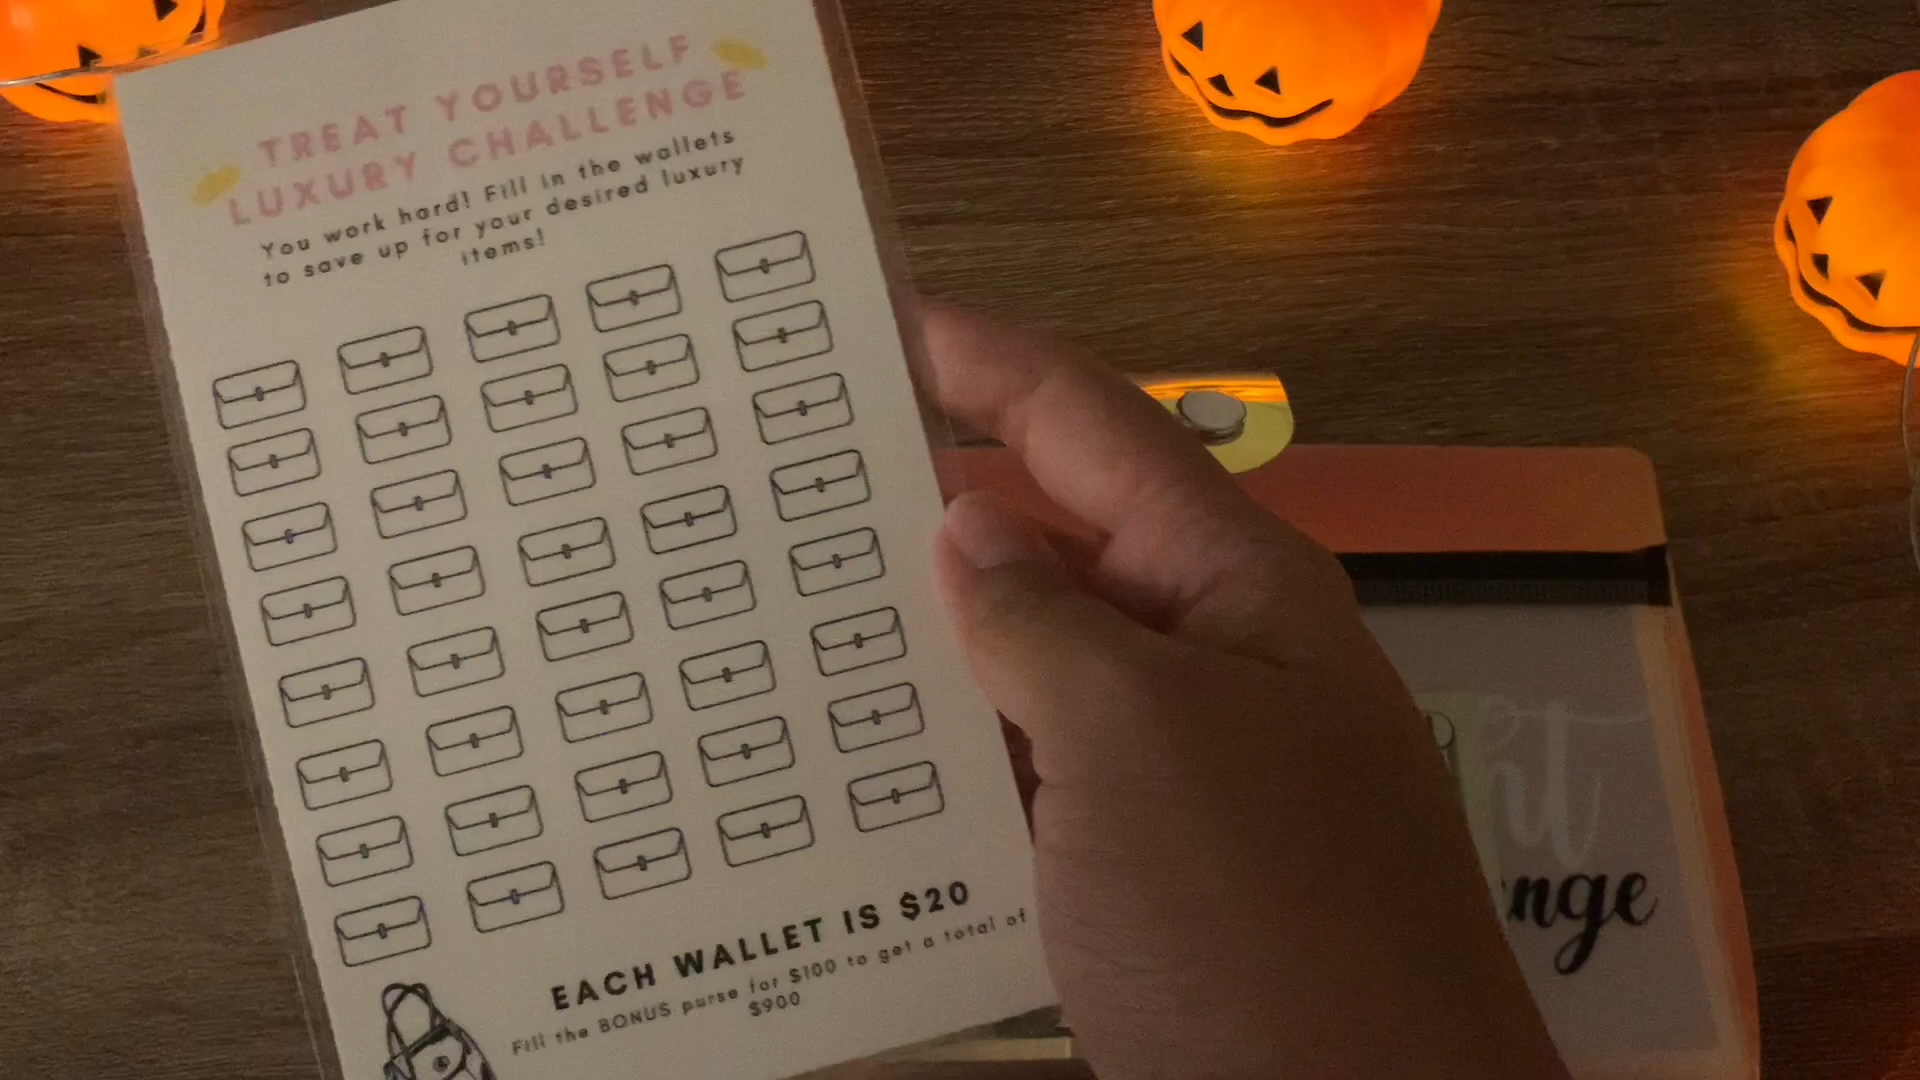 TREAT YOURSELF
LUXURY CHALLENGE
You work hard! Fill in the wallets
to save up for your desired luxury
items!
EACH WALLET IS $20
Fill the BONUS purse for $100 to get a total of
$900